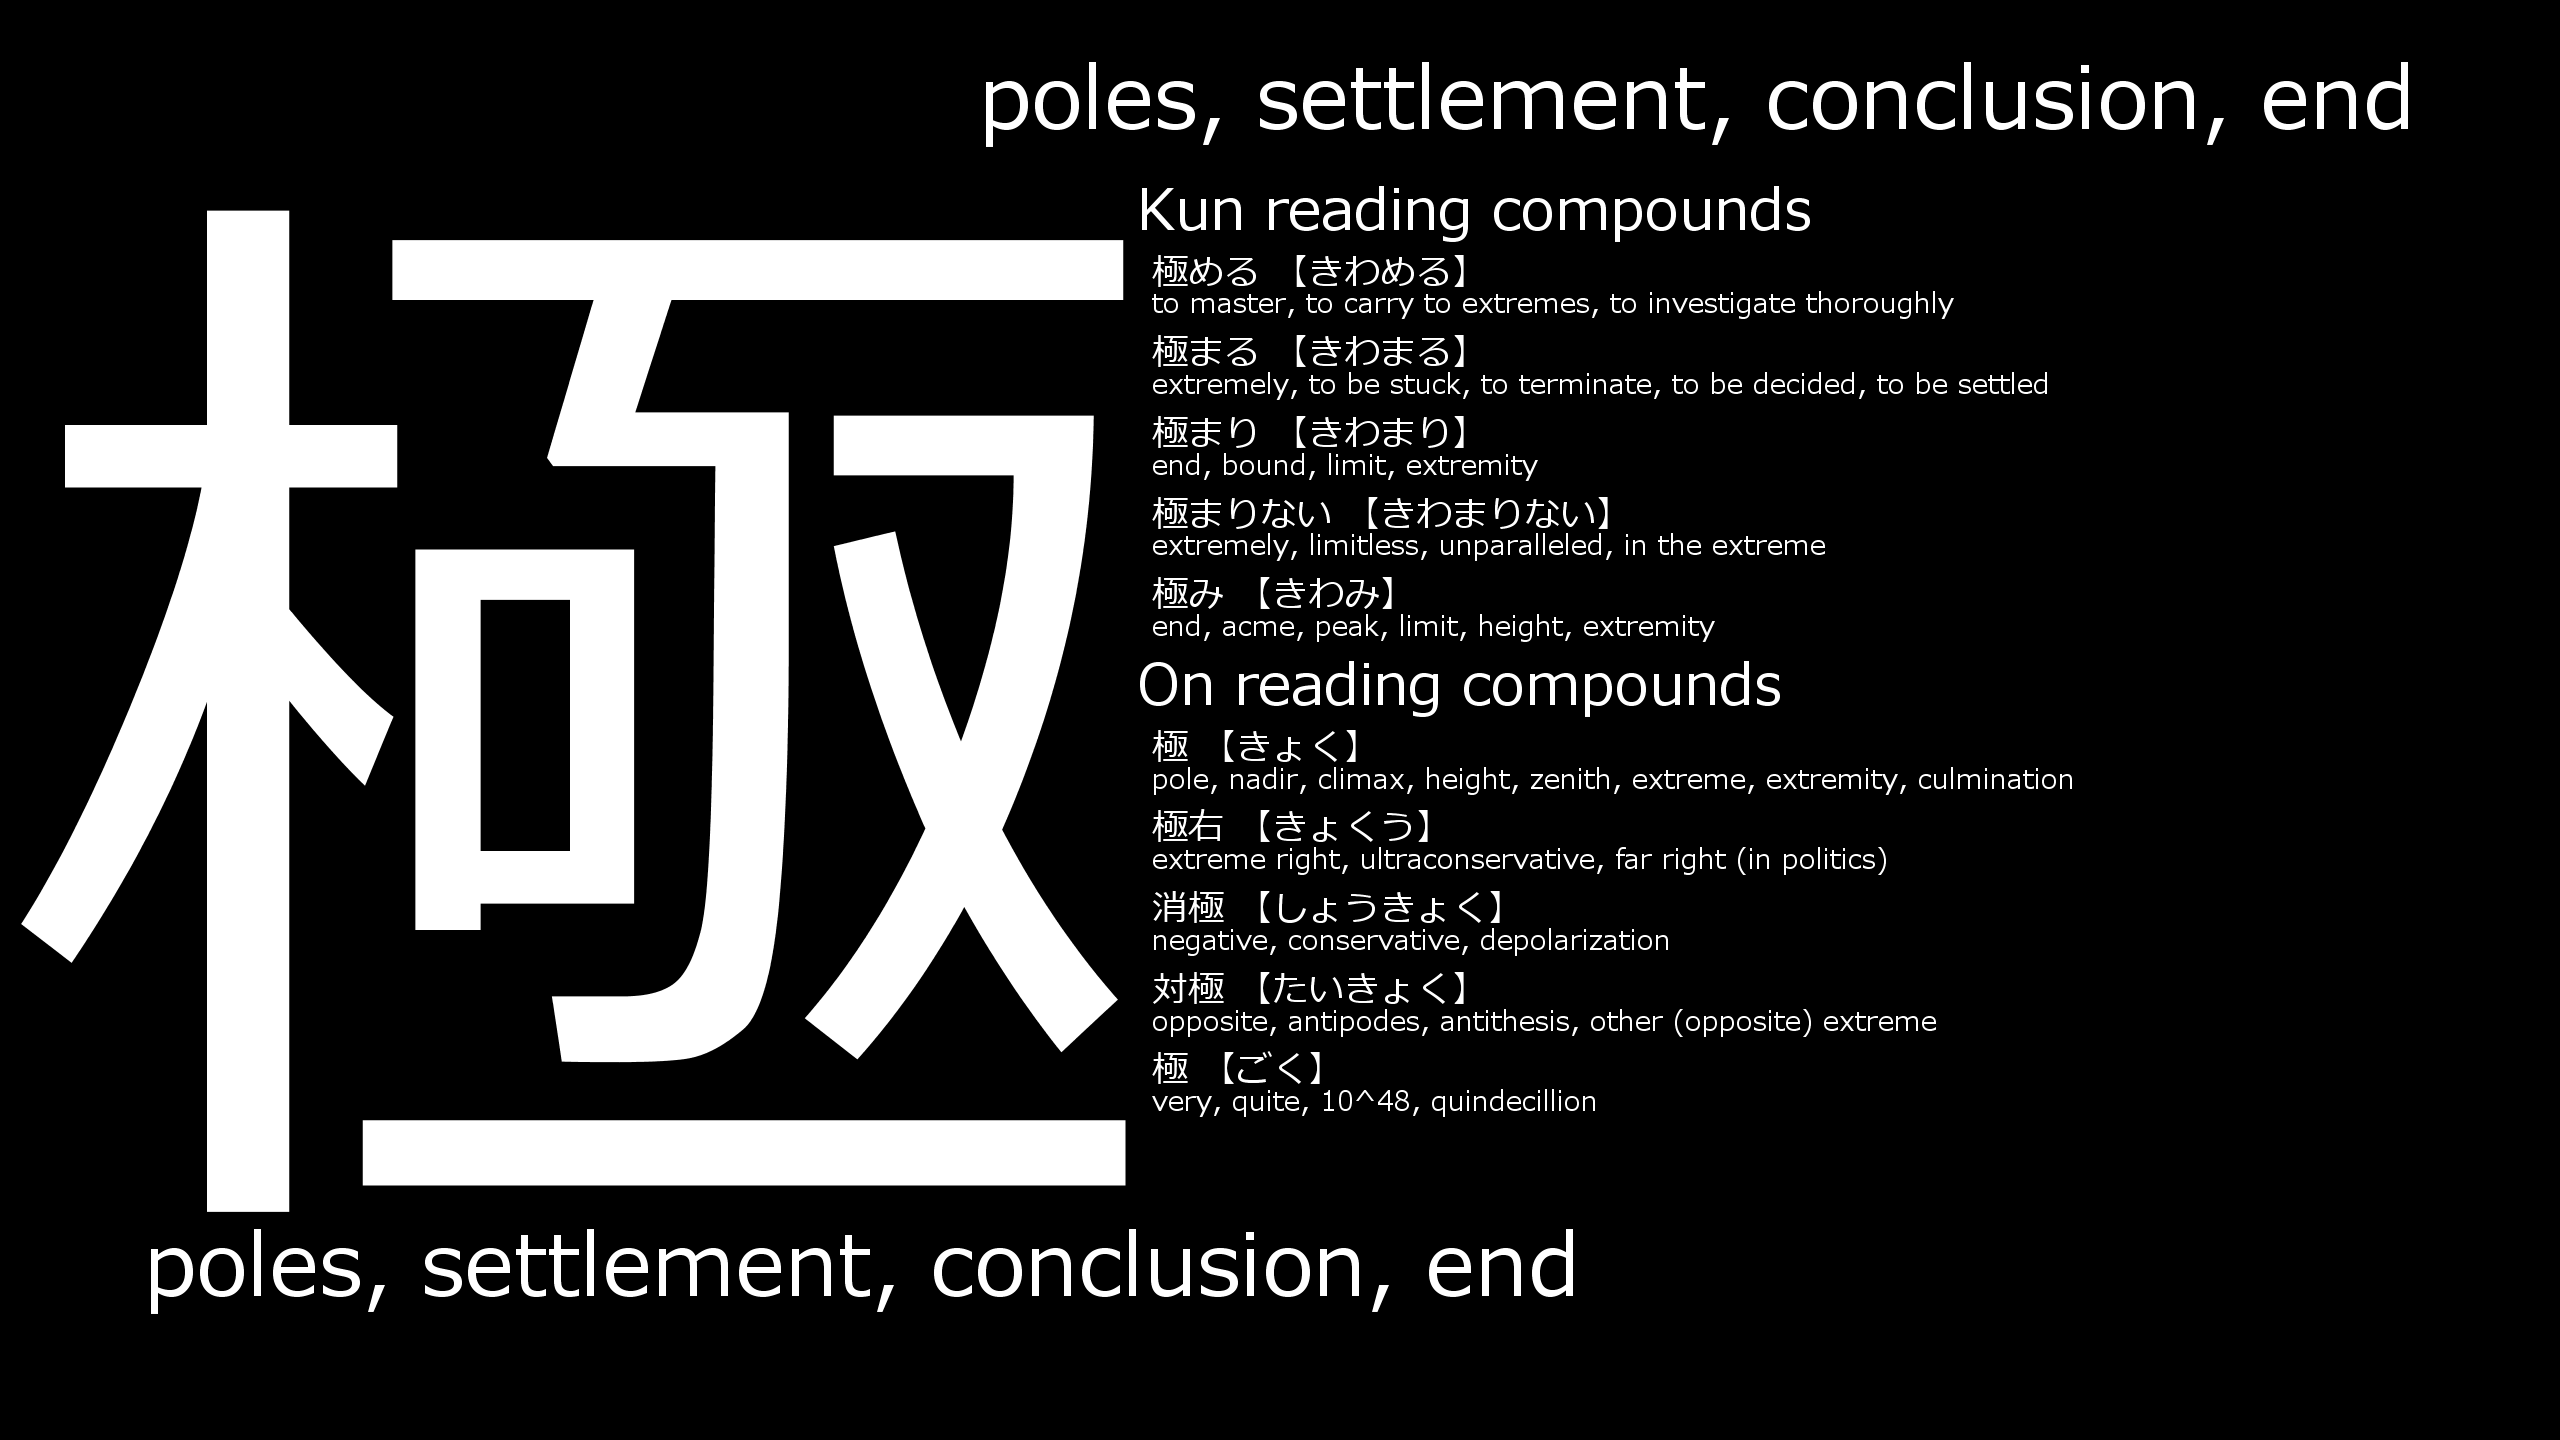 poles, settlement, conclusion, end
極
Kun reading compounds
極める 【きわめる】
to master, to carry to extremes, to investigate thoroughly
極まる 【きわまる】
extremely, to be stuck, to terminate, to be decided, to be settled
極まり 【きわまり】
end, bound, limit, extremity
極まりない 【きわまりない】
extremely, limitless, unparalleled, in the extreme
極み 【きわみ】
end, acme, peak, limit, height, extremity
On reading compounds
極 【きょく】
pole, nadir, climax, height, zenith, extreme, extremity, culmination
極右 【きょくう】
extreme right, ultraconservative, far right (in politics)
消極 【しょうきょく】
negative, conservative, depolarization
対極 【たいきょく】
opposite, antipodes, antithesis, other (opposite) extreme
極 【ごく】
very, quite, 10^48, quindecillion
poles, settlement, conclusion, end